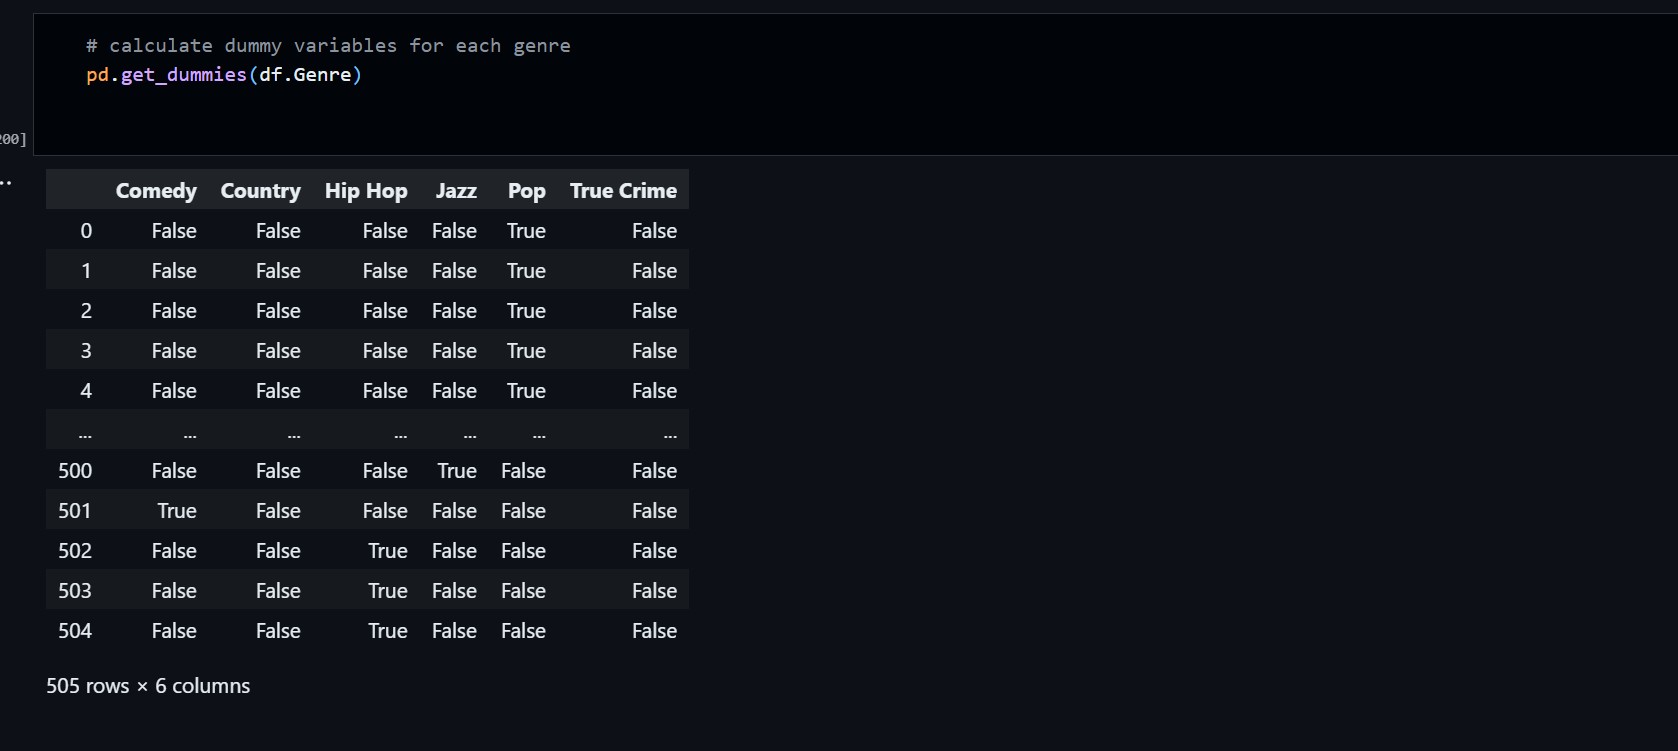 # calculate dummy variables for each genre
pd.get_dummies(df.Genre)
200]
..
Comedy Country Hip Hop Jazz Pop True Crime
0 False False False False True False
1 False False False False True False
2 False False False False True False
3 False False False False True False
4 False False False False True False
... ... ... ... ... ... ...
500 False False False True False False
501 True False False False False False
502 False False True False False False
503 False False True False False False
504 False False True False False False
505 rows × 6 columns